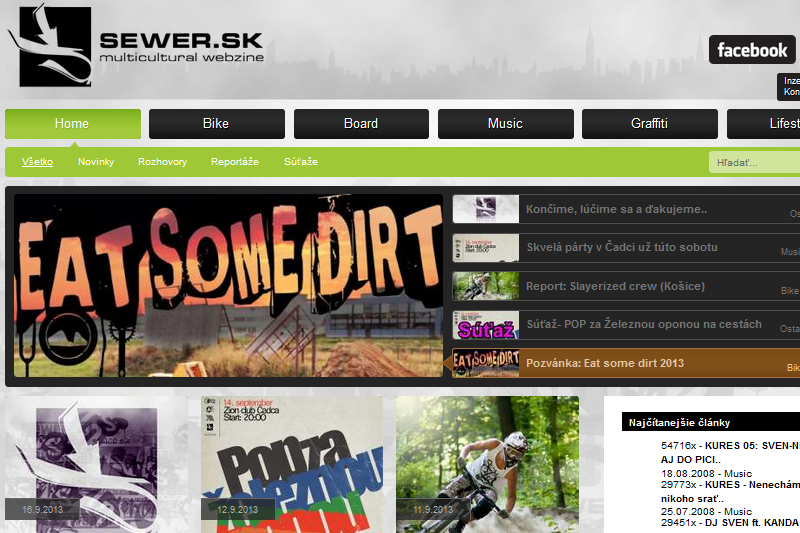 SEWER.SK
multicultural webzine
facebook
Inze
Kon
Home Bike Board Music Graffiti Lifest
Všetko Novinky Rozhovory Reportáže Súťaže Hľadať...
EAT SOME DIRT
Končíme, lúčime sa a ďakujeme.. Os
Skvelá párty v Čadci už túto sobotu Musi
Report: Slayerized crew (Košice) Bike
Súťaž
Súťaž- POP za Železnou oponou na cestách Osta
EAT SOME DIRT
Pozvánka: Eat some dirt 2013 Bik
14. september
Zion club Čadca
Start: 20:00
Pop za
železnou
16.9.2013
12.9.2013
11.9.2013
Najčítanejšie články
54716x - KURES 05: SVEN-N
AJ DO PICI..
18.08.2008 - Music
29773x - KURES - Nenechám
nikoho srať..
25.07.2008 - Music
29451x - DJ SVEN ft. KANDA